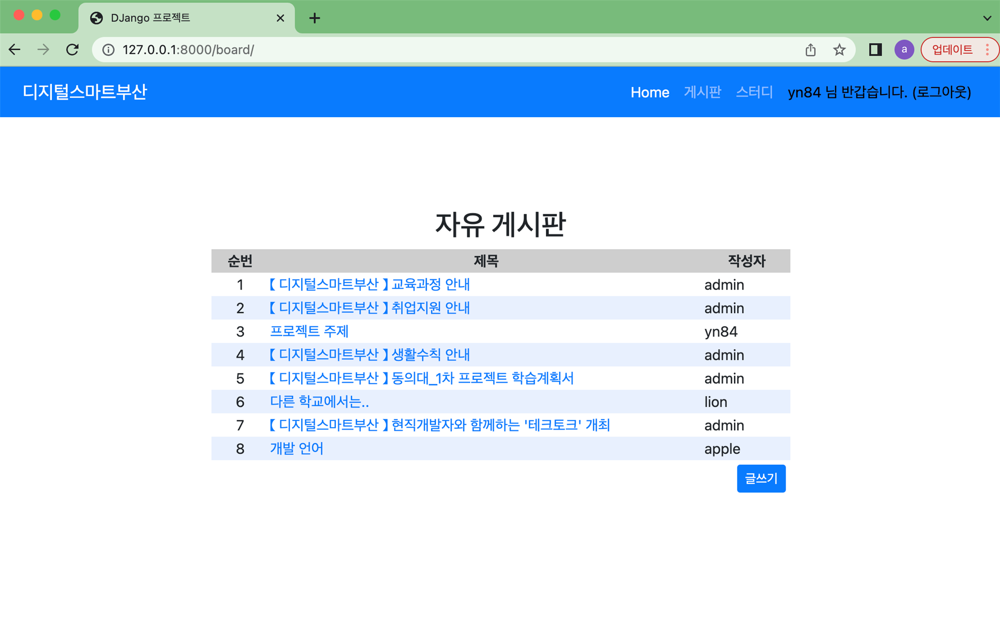 DJango 프로젝트
127.0.0.1:8000/board/
a
업데이트
디지털스마트부산
Home 게시판 스터디 yn84 님 반갑습니다. (로그아웃)
자유 게시판
순번 제목 작성자
1 【 디지털스마트부산 】 교육과정 안내 admin
2 【 디지털스마트부산 】 취업지원 안내 admin
3 프로젝트 주제 yn84
4 【 디지털스마트부산 】 생활수칙 안내 admin
5 【 디지털스마트부산 】 동의대_1차 프로젝트 학습계획서 admin
6 다른 학교에서는.. lion
7 【 디지털스마트부산 】 현직개발자와 함께하는 '테크토크' 개최 admin
8 개발 언어 apple
글쓰기